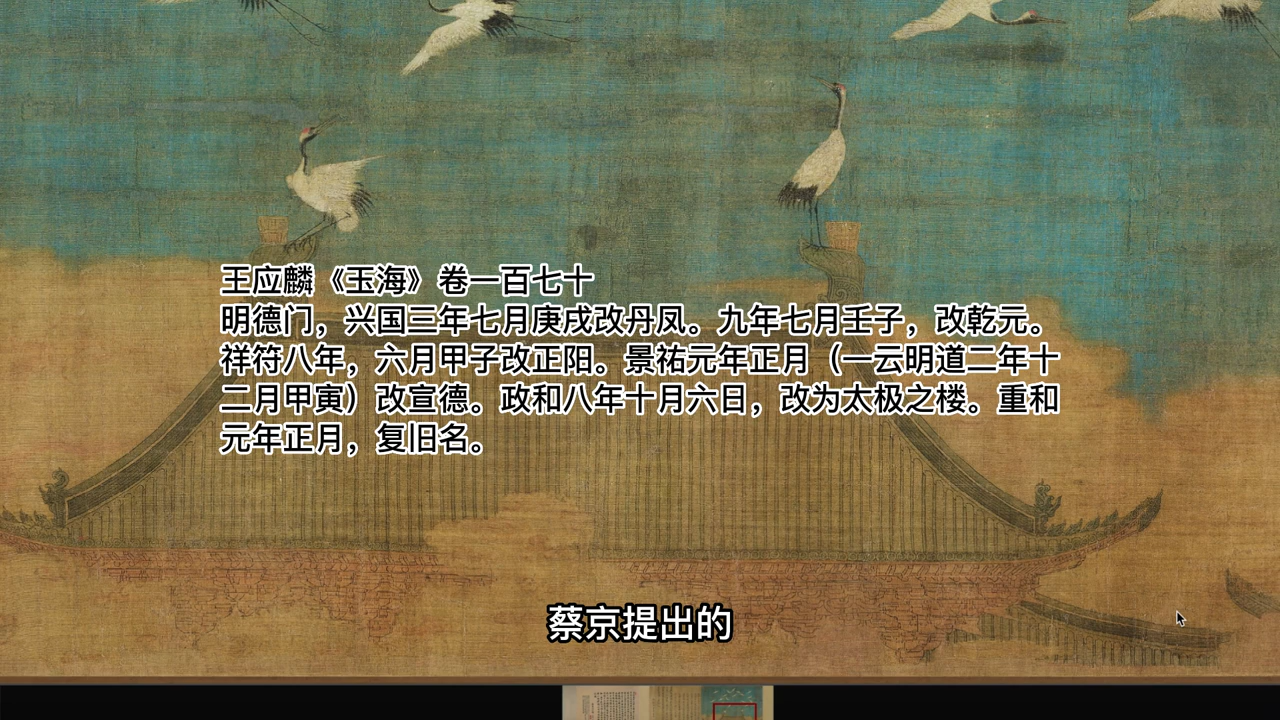 王应麟《玉海》卷一百七十
明德门，兴国三年七月庚戌改丹凤。九年七月壬子，改乾元。
祥符八年，六月甲子改正阳。景祐元年正月（一云明道二年十
二月甲寅）改宣德。政和八年十月六日，改为太极之楼。重和
元年正月，复旧名。
蔡京提出的